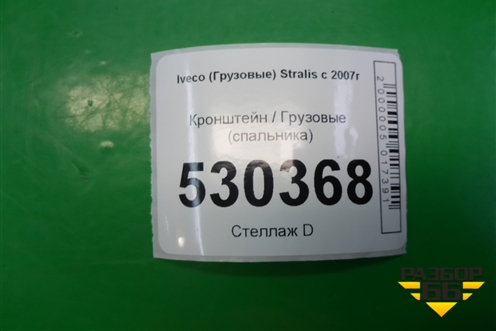 Iveco (Грузовые) Stralis с 2007г
Кронштейн / Грузовые
(спальника)
530368
Стеллаж D
2000005017391
РАЗБОР
66